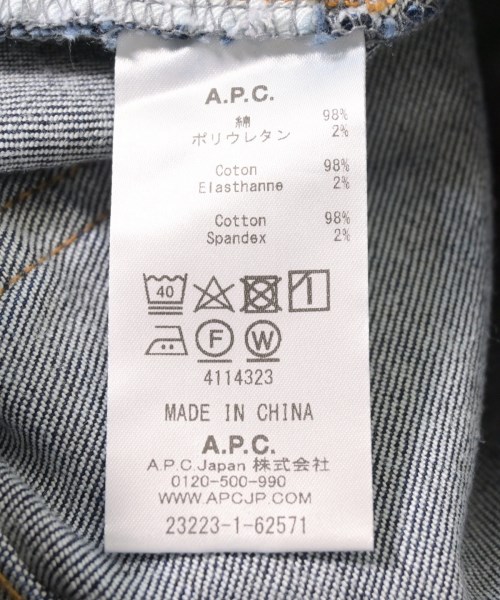 A.P.C.
綿 98%
ポリウレタン 2%
Coton 98%
Elasthanne 2%
Cotton 98%
Spandex 2%
40
F W
4114323
MADE IN CHINA
A.P.C.
A.P.C.Japan 株式会社
0120-500-990
WWW.APCJP.COM
23223-1-62571